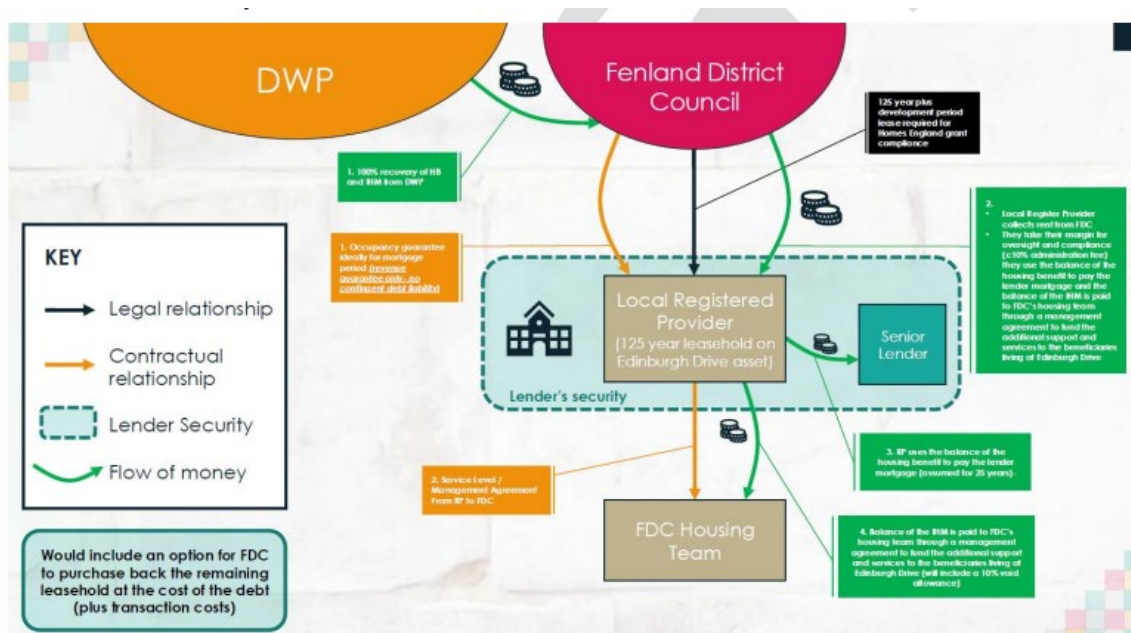 DWP
Fenland District
Council
125 year plus
development period
lease required for
Homes England grant
compliance
1. 100% recovery of HB
and IHM from DWP
2.
• Local Register Provider
collects rent from FDC
• They take their margin for
oversight and compliance
(c10% administration fee)
they use the balance of the
housing benefit to pay the
lender mortgage and the
balance of the IHM is paid
to FDC's housing team
through a management
agreement to fund the
additional support and
services to the beneficiaries
living at Edinburgh Drive
1. Occupancy guarantee
ideally for mortgage
period (revenue
guarantee only- no
contingent debt liability)
KEY
Legal relationship
Contractual
relationship
Lender Security
Flow of money
Local Registered
Provider
(125 year leasehold on
Edinburgh Drive asset)
Senior
Lender
Lender's security
3. RP uses the balance of the
housing benefit to pay the lender
mortgage (assumed for 25 years)
2. Service Level /
Management Agreement
From RP to FDC
FDC Housing
Team
4. Balance of the IHM is paid to FDC's
housing team through a management
agreement to fund the additional support
and services to the beneficiaries living at
Edinburgh Drive (will include a 10% void
allowance)
Would include an option for FDC
to purchase back the remaining
leasehold at the cost of the debt
(plus transaction costs)